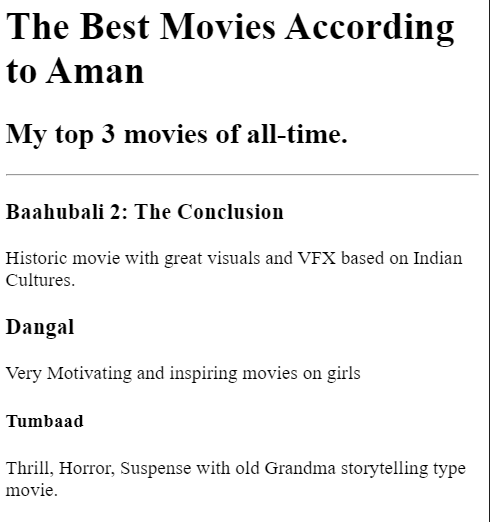 The Best Movies According
to Aman
My top 3 movies of all-time.
Baahubali 2: The Conclusion
Historic movie with great visuals and VFX based on Indian
Cultures.
Dangal
Very Motivating and inspiring movies on girls
Tumbaad
Thrill, Horror, Suspense with old Grandma storytelling type
movie.